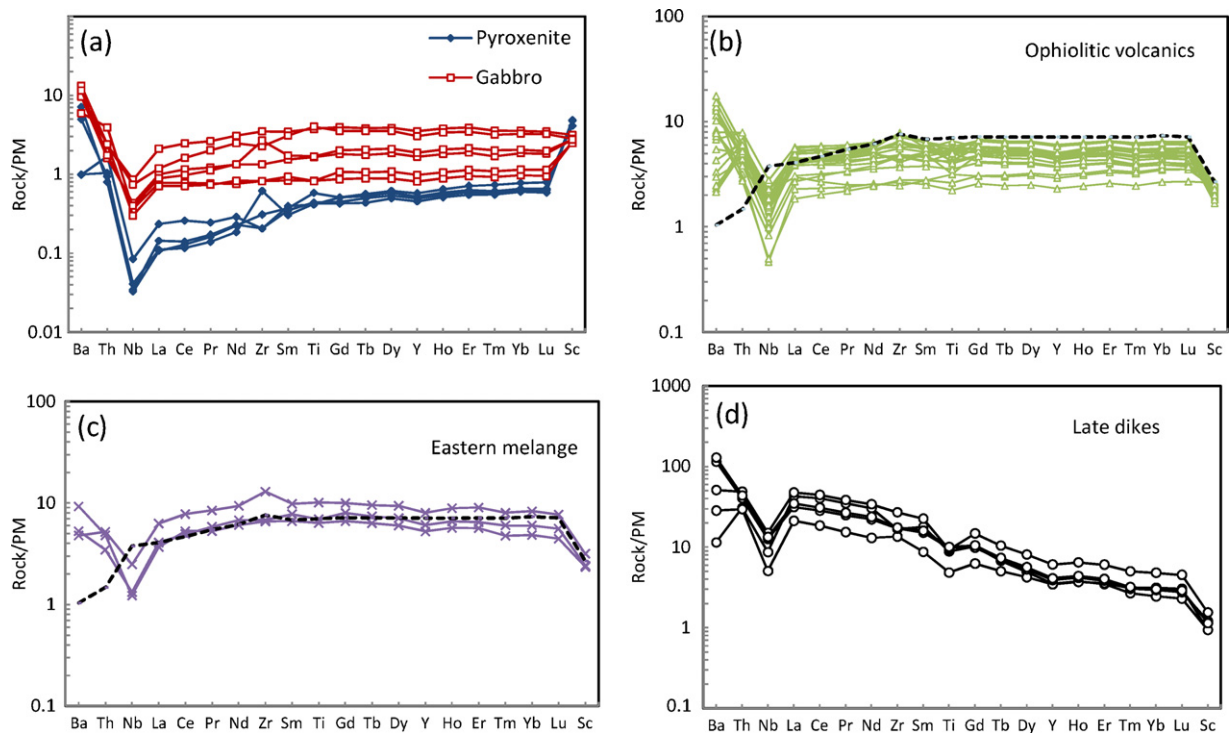 (a)
Pyroxenite
Gabbro
Rock/PM
10
1
0.1
0.01
Ba Th Nb La Ce Pr Nd Zr Sm Ti Gd Tb Dy Y Ho Er Tm Yb Lu Sc
(b)
Ophiolitic volcanics
Rock/PM
100
10
1
0.1
Ba Th Nb La Ce Pr Nd Zr Sm Ti Gd Tb Dy Y Ho Er Tm Yb Lu Sc
(c)
Eastern melange
Rock/PM
100
10
1
0.1
Ba Th Nb La Ce Pr Nd Zr Sm Ti Gd Tb Dy Y Ho Er Tm Yb Lu Sc
(d)
Late dikes
Rock/PM
1000
100
10
1
0.1
Ba Th Nb La Ce Pr Nd Zr Sm Ti Gd Tb Dy Y Ho Er Tm Yb Lu Sc